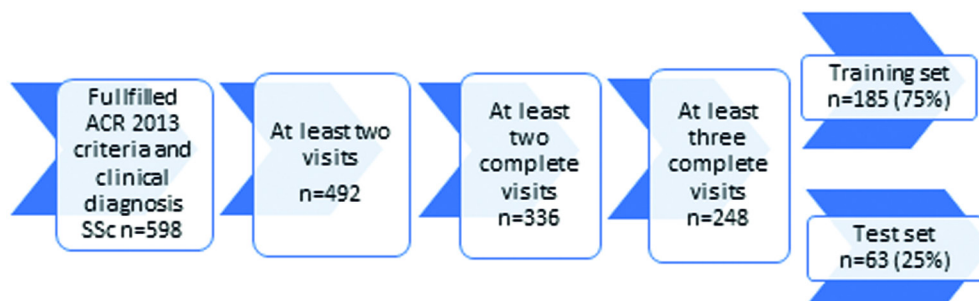 Fullfilled
ACR 2013
criteria and
clinical
diagnosis
SSc n=598
At least two
visits
n=492
At least
two
complete
visits
n=336
At least
three
complete
visits
n=248
Training set
n=185 (75%)
Test set
n=63 (25%)